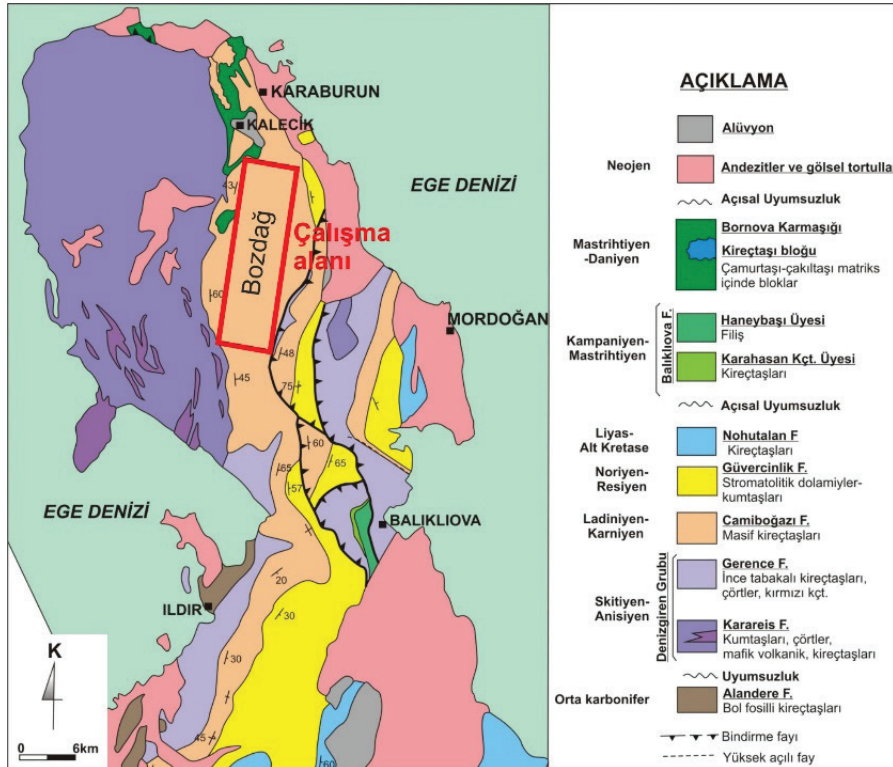 KARABURUN
KALECİK
EGE DENİZİ
43
Bozdağ
Çalışma
alanı
60
MORDOĞAN
48
45
75
60
65
65
57
EGE DENİZİ
BALIKLIOVA
20
ILDIR
30
30
K
0 6km
45
60
AÇIKLAMA
Alüvyon
Neojen
Andezitler ve gölsel tortulla
Açısal Uyumsuzluk
Mastrihtiyen
-Daniyen
Bornova Karmaşığı
Kireçtaşı bloğu
Çamurtaşı-çakıltaşı matriks
içinde bloklar
Kampaniyen-
Mastrihtiyen
Balıklıova F.
Haneybaşı Üyesi
Filiş
Karahasan Kçt. Üyesi
Kireçtaşları
Açısal Uyumsuzluk
Liyas-
Alt Kretase
Nohutalan F
Kireçtaşları
Noriyen-
Resiyen
Güvercinlik F.
Stromatolitik dolamiyler-
kumtaşları
Ladiniyen-
Karniyen
Camiboğazı F.
Masif kireçtaşları
Skitiyen-
Anisiyen
Denizgiren Grubu
Gerence F.
İnce tabakalı kireçtaşları,
çörtler, kırmızı kçt.
Karareis F.
Kumtaşları, çörtler,
mafik volkanik, kireçtaşları
Uyumsuzluk
Orta karbonifer
Alandere F.
Bol fosilli kireçtaşları
Bindirme fayı
Yüksek açılı fay